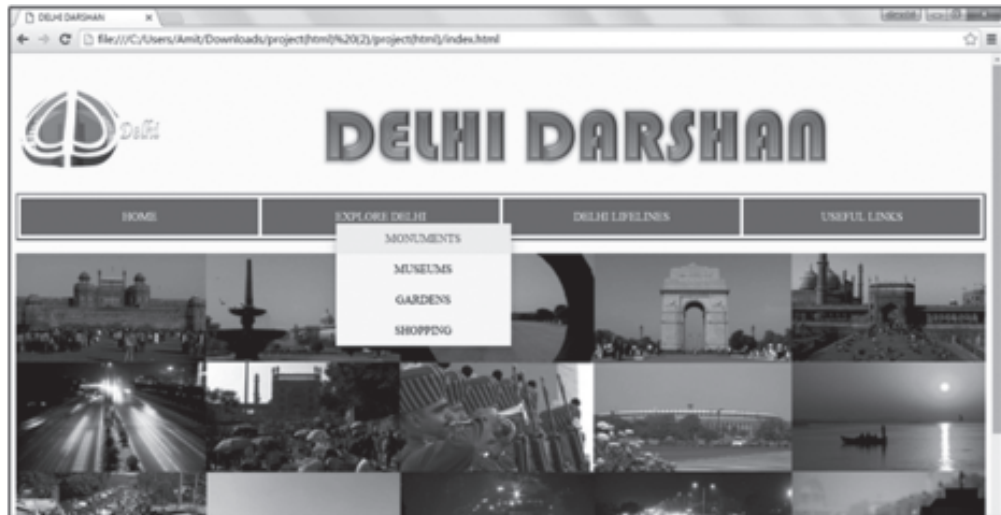 DELHI DARSHAN
file:///C:/Users/Amit/Downloads/project(html)%20(2)/project(html)/index.html
Delhi
DELHI DARSHAN
HOME EXPLORE DELHI DELHI LIFELINES USEFUL LINKS
MONUMENTS
MUSEUMS
GARDENS
SHOPPING